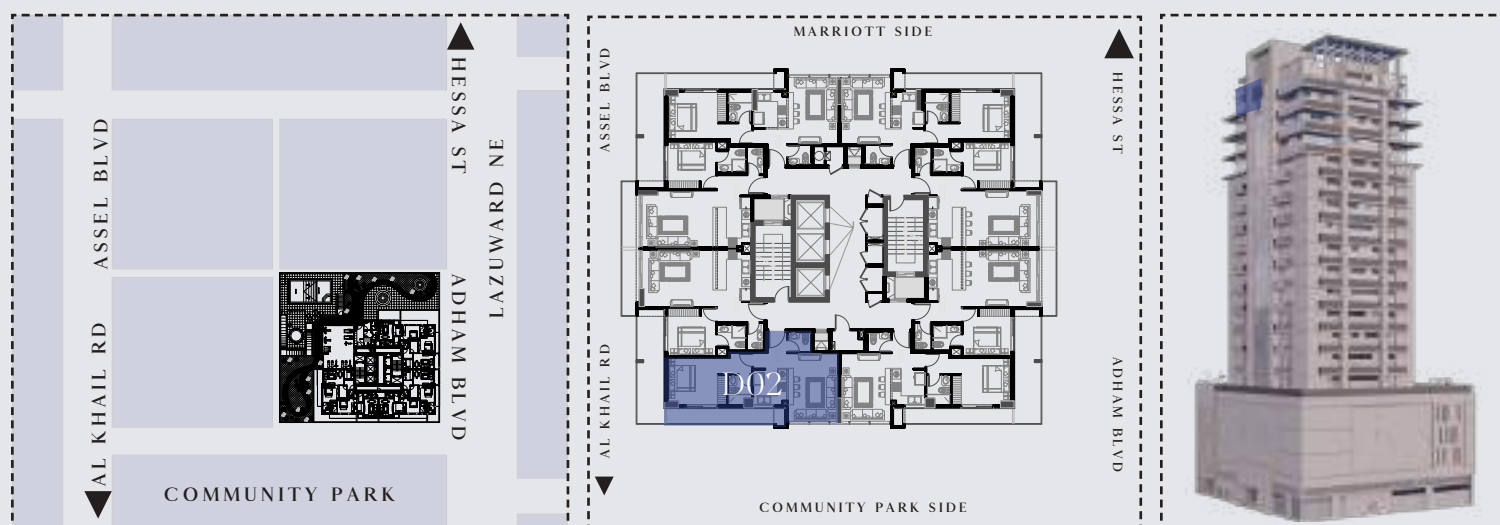 HESSA ST
ASSEL BLVD
LAZUWARD NE
ADHAM BLVD
AL KHAIL RD
COMMUNITY PARK
MARRIOTT SIDE
ASSEL BLVD
HESSA ST
D02
AL KHAIL RD
ADHAM BLVD
COMMUNITY PARK SIDE